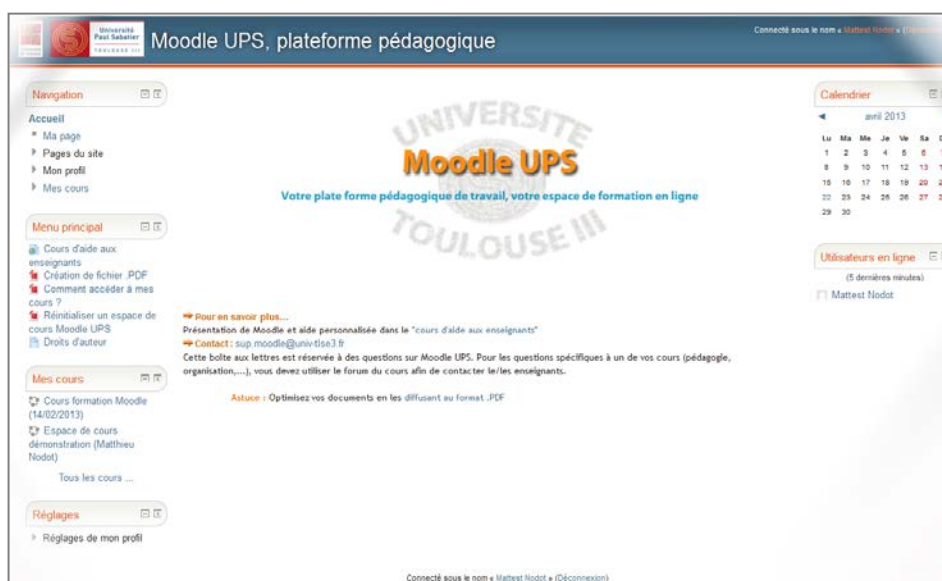 Université
Paul Sabatier
TOULOUSE III
Moodle UPS, plateforme pédagogique
Connecté sous le nom « Mattest Nodot »
Navigation
Accueil
Ma page
Pages du site
Mon profil
Mes cours
Menu principal
Cours d'aide aux
enseignants
Création de fichier .PDF
Comment accéder à mes
cours ?
Réinitialiser un espace de
cours Moodle UPS
Droits d'auteur
Mes cours
Cours formation Moodle
(14/02/2013)
Espace de cours
démonstration (Matthieu
Nodot)
Tous les cours ...
Réglages
Réglages de mon profil
UNIVERSITE
Moodle UPS
Votre plate forme pédagogique de travail, votre espace de formation en ligne
TOULOUSE III
Pour en savoir plus...
Présentation de Moodle et aide personnalisée dans le "cours d'aide aux enseignants"
Contact : sup.moodle@univ-tlse3.fr
Cette boîte aux lettres est réservée à des questions sur Moodle UPS. Pour les questions spécifiques à un de vos cours (pédagogie,
organisation,...), vous devez utiliser le forum du cours afin de contacter le/les enseignants.
Astuce : Optimisez vos documents en les diffusant au format .PDF
Calendrier
avril 2013
Lu Ma Me Je Ve Sa
1 2 3 4 5 6
8 9 10 11 12 13
15 16 17 18 19 20
22 23 24 25 26 27
29 30
Utilisateurs en ligne
(5 dernières minutes)
Mattest Nodot
Connecté sous le nom « Mattest Nodot » (Déconnexion)